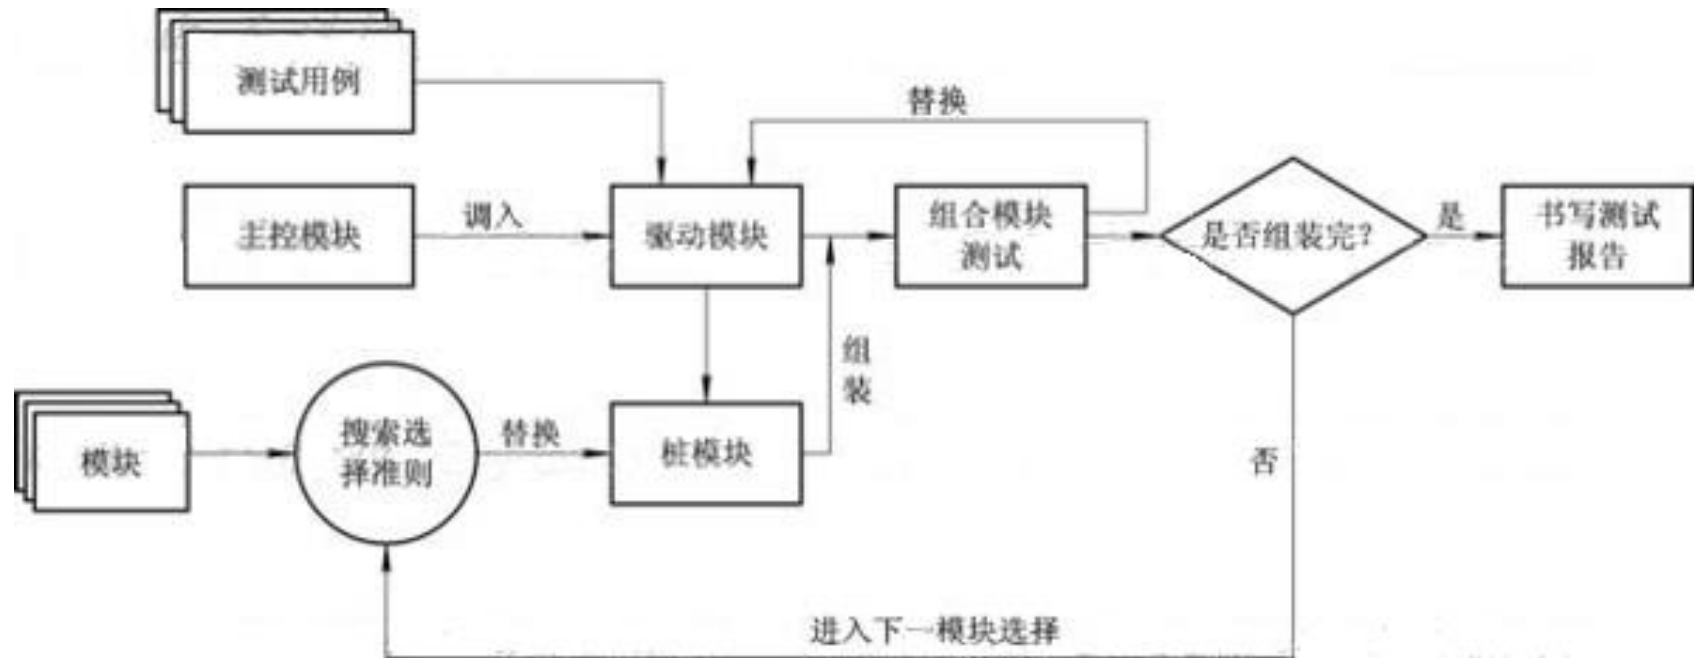 测试用例
替换
主控模块
调入
驱动模块
组合模块
测试
是否组装完？
是
书写测试
报告
组
装
模块
搜索选
择准则
替换
桩模块
否
进入下一模块选择